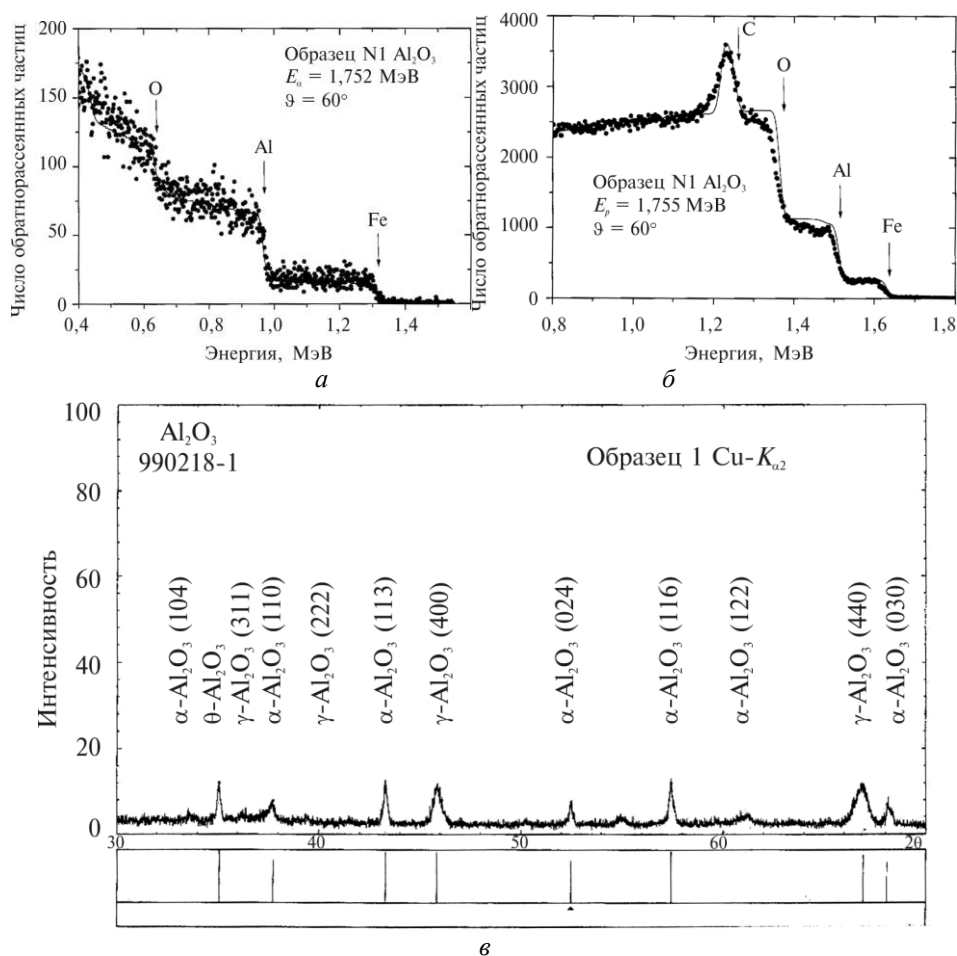 200
150
100
50
0
0,4
0,6
0,8
1,0
1,2
1,4
Число обратнорассеянных частиц
Энергия, МэВ
Образец N1 Al₂O₃
Eα = 1,752 МэВ
ϑ = 60°
O
Al
Fe
а
4000
3000
2000
1000
0
0,8
1,0
1,2
1,4
1,6
1,8
Число обратнорассеянных частиц
Энергия, МэВ
C
O
Al
Fe
Образец N1 Al₂O₃
Eₚ = 1,755 МэВ
ϑ = 60°
б
100
80
60
40
20
0
Интенсивность
Al₂O₃
990218-1
Образец 1 Cu-Kα2
α-Al₂O₃ (104)
θ-Al₂O₃
γ-Al₂O₃ (311)
α-Al₂O₃ (110)
γ-Al₂O₃ (222)
α-Al₂O₃ (113)
γ-Al₂O₃ (400)
α-Al₂O₃ (024)
α-Al₂O₃ (116)
α-Al₂O₃ (122)
γ-Al₂O₃ (440)
α-Al₂O₃ (030)
30
40
50
60
20
в